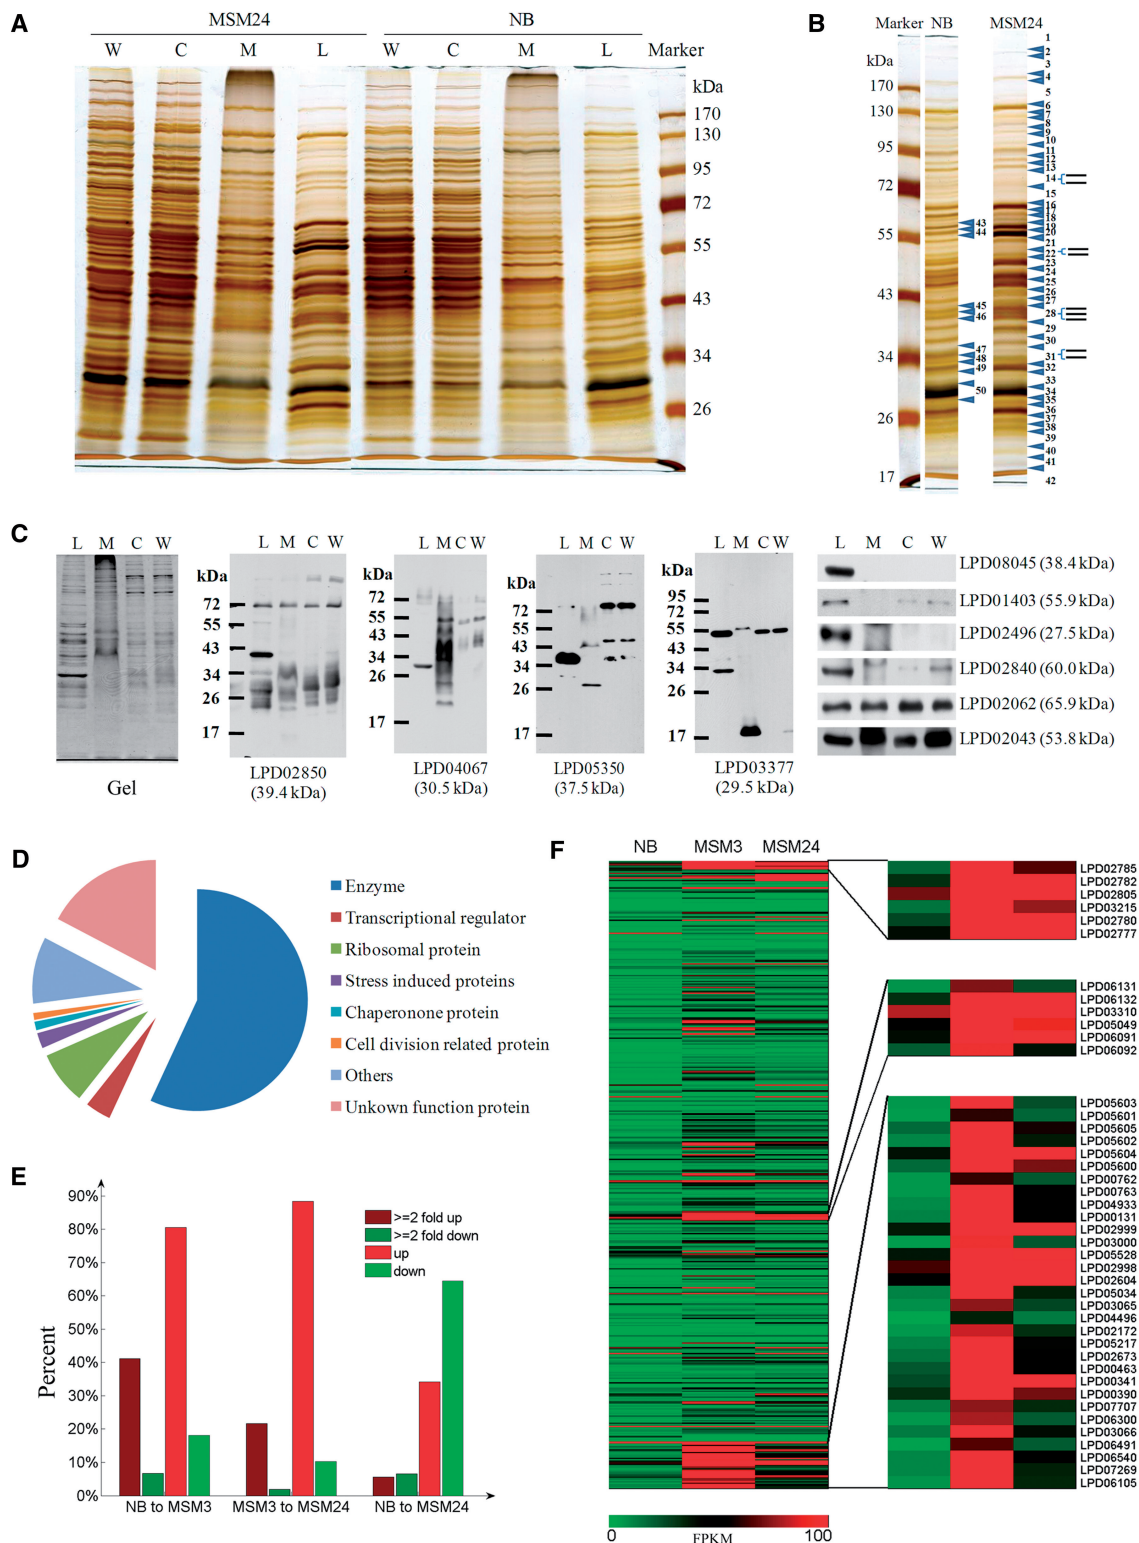 A
MSM24
NB
W
C
M
L
W
C
M
L
Marker
kDa
170
130
95
72
55
43
34
26
B
Marker
NB
MSM24
kDa
170
130
95
72
55
43
34
26
17
43
44
45
46
47
48
49
50
1
2
3
4
5
6
7
8
9
10
11
12
13
14
15
16
17
18
19
20
21
22
23
24
25
26
27
28
29
30
31
32
33
34
35
36
37
38
39
40
41
42
C
L M C W
Gel
L M C W
kDa
72
55
43
34
26
17
LPD02850
(39.4 kDa)
L M C W
kDa
72
55
43
34
26
17
LPD04067
(30.5 kDa)
L M C W
kDa
72
55
43
34
26
17
LPD05350
(37.5 kDa)
L M C W
kDa
95
72
55
43
34
26
17
LPD03377
(29.5 kDa)
L M C W
LPD08045 (38.4 kDa)
LPD01403 (55.9 kDa)
LPD02496 (27.5 kDa)
LPD02840 (60.0 kDa)
LPD02062 (65.9 kDa)
LPD02043 (53.8 kDa)
D
Enzyme
Transcriptional regulator
Ribosomal protein
Stress induced proteins
Chaperonone protein
Cell division related protein
Others
Unkown function protein
E
Percent
90%
80%
70%
60%
50%
40%
30%
20%
10%
0%
>=2 fold up
>=2 fold down
up
down
NB to MSM3
MSM3 to MSM24
NB to MSM24
F
NB
MSM3
MSM24
LPD02785
LPD02782
LPD02805
LPD03215
LPD02780
LPD02777
LPD06131
LPD06132
LPD03310
LPD05049
LPD06091
LPD06092
LPD05603
LPD05601
LPD05605
LPD05602
LPD05604
LPD05600
LPD00762
LPD00763
LPD04933
LPD00131
LPD02999
LPD03000
LPD05528
LPD02998
LPD02604
LPD05034
LPD03065
LPD04496
LPD02172
LPD05217
LPD02673
LPD00463
LPD00341
LPD00390
LPD07707
LPD06300
LPD03066
LPD06491
LPD06540
LPD07269
LPD06105
0
FPKM
100